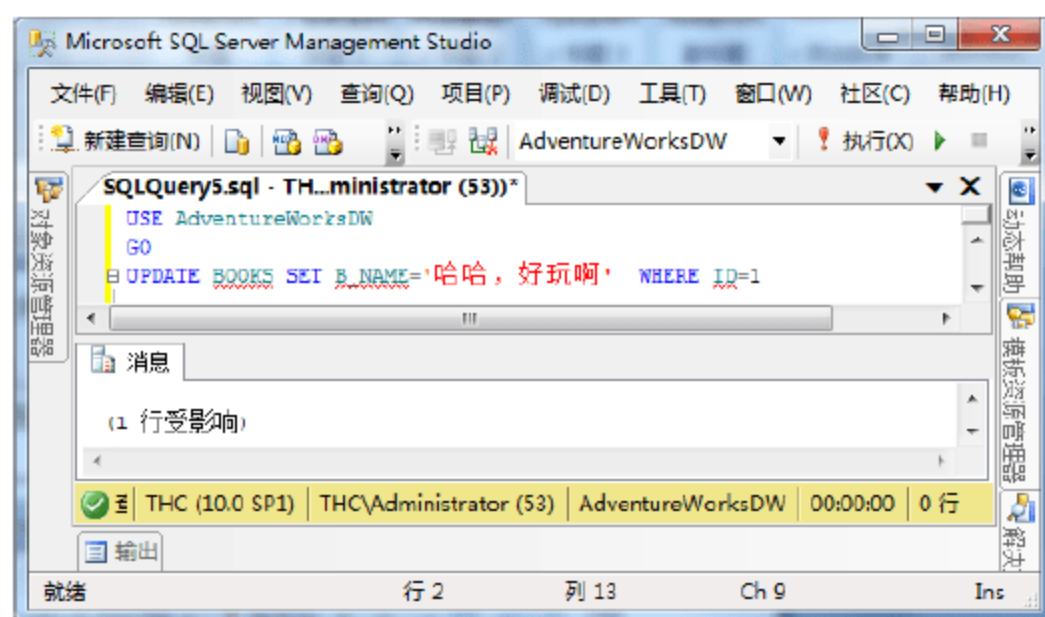 Microsoft SQL Server Management Studio
文件(F) 编辑(E) 视图(V) 查询(Q) 项目(P) 调试(D) 工具(T) 窗口(W) 社区(C) 帮助(H)
新建查询(N) AdventureWorksDW 执行(X)
SQLQuery5.sql - TH...ministrator (53))*
对象资源管理器
USE AdventureWorksDW
GO
UPDATE BOOKS SET B_NAME='哈哈，好玩啊' WHERE ID=1
动态帮助
模板资源管理器
解决
消息
(1 行受影响)
THC (10.0 SP1) THC\Administrator (53) AdventureWorksDW 00:00:00 0 行
输出
就绪 行 2 列 13 Ch 9 Ins